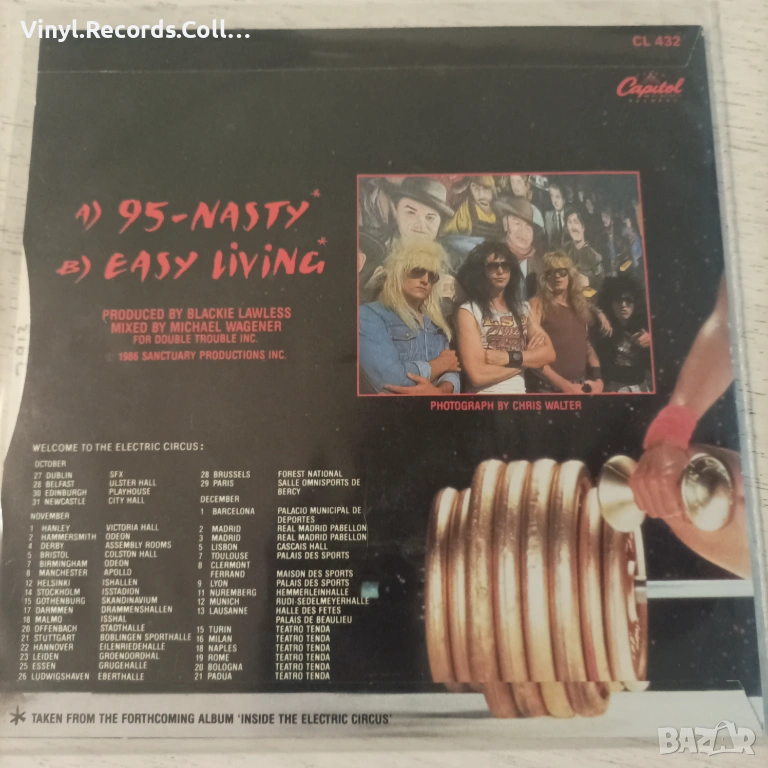 Vinyl.Records.Coll...
CL 432
Capitol
RECORDS
A) 95-NASTY*
B) EASY LIVING*
PRODUCED BY BLACKIE LAWLESS
MIXED BY MICHAEL WAGENER
FOR DOUBLE TROUBLE INC.
1986 SANCTUARY PRODUCTIONS INC.
PHOTOGRAPH BY CHRIS WALTER
WELCOME TO THE ELECTRIC CIRCUS:
OCTOBER
27 DUBLIN SFX
28 BELFAST ULSTER HALL
30 EDINBURGH PLAYHOUSE
31 NEWCASTLE CITY HALL
NOVEMBER
1 HANLEY VICTORIA HALL
2 HAMMERSMITH ODEON
4 DERBY ASSEMBLY ROOMS
5 BRISTOL COLSTON HALL
7 BIRMINGHAM ODEON
8 MANCHESTER APOLLO
12 HELSINKI ISHALLEN
14 STOCKHOLM ISSTADION
15 GOTHENBURG SKANDINAVIUM
17 DARMMEN DRAMMENSHALLEN
18 MALMO ISSHAL
20 OFFENBACH STADTHALLE
21 STUTTGART BOBLINGEN SPORTHALLE
22 HANNOVER EILENRIEDEHALLE
23 LEIDEN GROENOORDHAL
25 ESSEN GRUGEHALLE
26 LUDWIGSHAVEN EBERTHALLE
28 BRUSSELS FOREST NATIONAL
29 PARIS SALLE OMNISPORTS DE
BERCY
DECEMBER
1 BARCELONA PALACIO MUNICIPAL DE
DEPORTES
2 MADRID REAL MADRID PABELLON
3 MADRID REAL MADRID PABELLON
5 LISBON CASCAIS HALL
7 TOULOUSE PALAIS DES SPORTS
8 CLERMONT
FERRAND MAISON DES SPORTS
9 LYON PALAIS DES SPORTS
11 NUREMBERG HEMMERLEINHALLE
12 MUNICH RUDI SEDELMEYERHALLE
13 LAUSANNE HALLE DES FETES
PALAIS DE BEAULIEU
15 TURIN TEATRO TENDA
16 MILAN TEATRO TENDA
18 NAPLES TEATRO TENDA
19 ROME TEATRO TENDA
20 BOLOGNA TEATRO TENDA
21 PADUA TEATRO TENDA
* TAKEN FROM THE FORTHCOMING ALBUM 'INSIDE THE ELECTRIC CIRCUS'
BAZAR